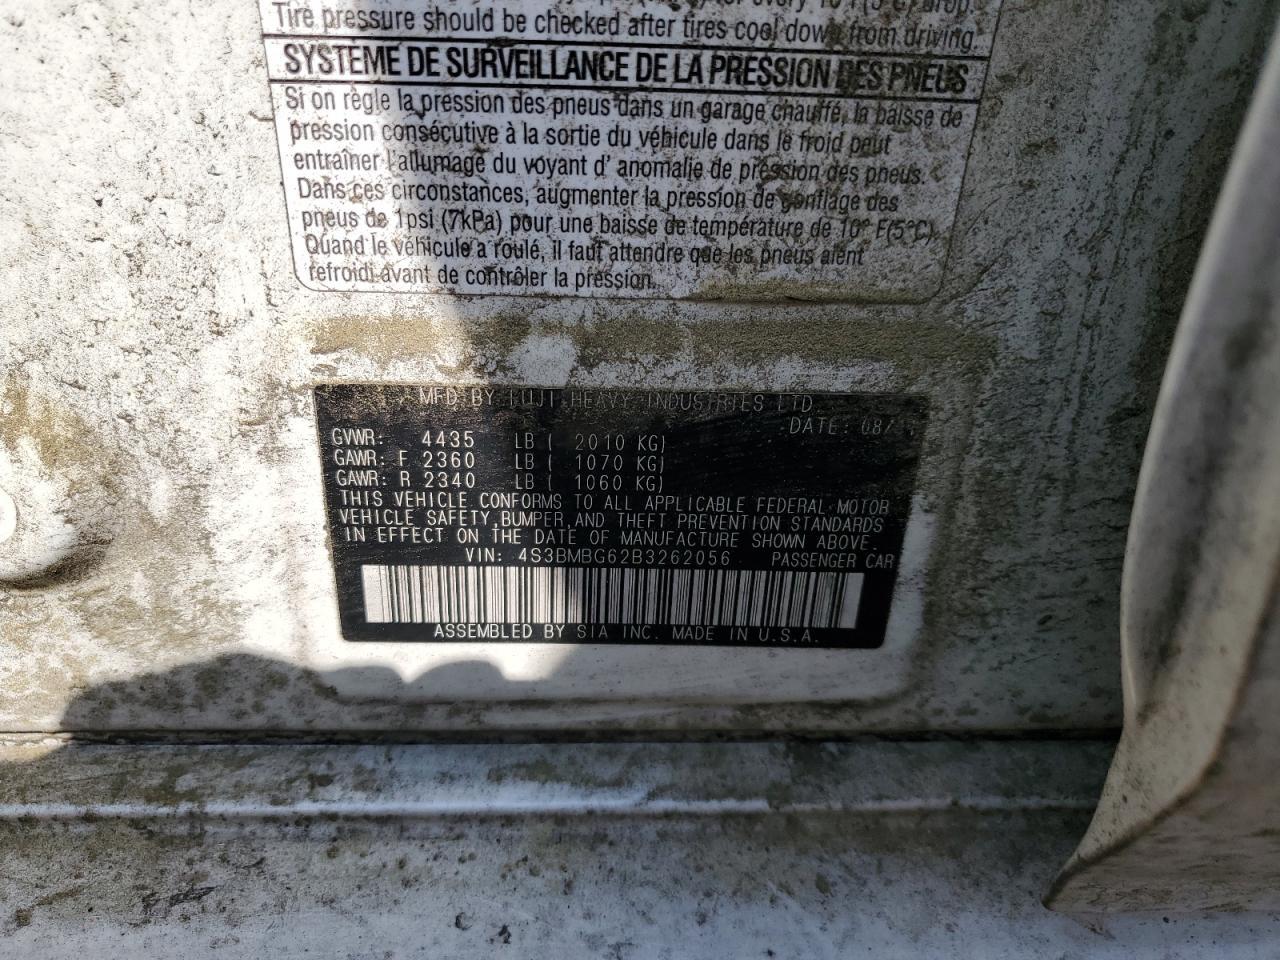 Tire pressure should be checked after tires cool down from driving.
SYSTEME DE SURVEILLANCE DE LA PRESSION DES PNEUS
Si on règle la pression des pneus dans un garage chauffé, la baisse de
pression consécutive à la sortie du véhicule dans le froid peut
entraîner l'allumage du voyant d' anomalie de pression des pneus.
Dans ces circonstances, augmenter la pression de gonflage des
pneus de 1psi (7kPa) pour une baisse de température de 10° F(5°C).
Quand le véhicule a roulé, il faut attendre que les pneus aient
refroidi avant de contrôler la pression.
MFD BY FUJI HEAVY INDUSTRIES LTD
DATE: 08/
GVWR: 4435 LB ( 2010 KG)
GAWR: F 2360 LB ( 1070 KG)
GAWR: R 2340 LB ( 1060 KG)
THIS VEHICLE CONFORMS TO ALL APPLICABLE FEDERAL MOTOR
VEHICLE SAFETY, BUMPER, AND THEFT PREVENTION STANDARDS
IN EFFECT ON THE DATE OF MANUFACTURE SHOWN ABOVE.
VIN: 4S3BMBG62B3262056 PASSENGER CAR
ASSEMBLED BY SIA INC. MADE IN U.S.A.